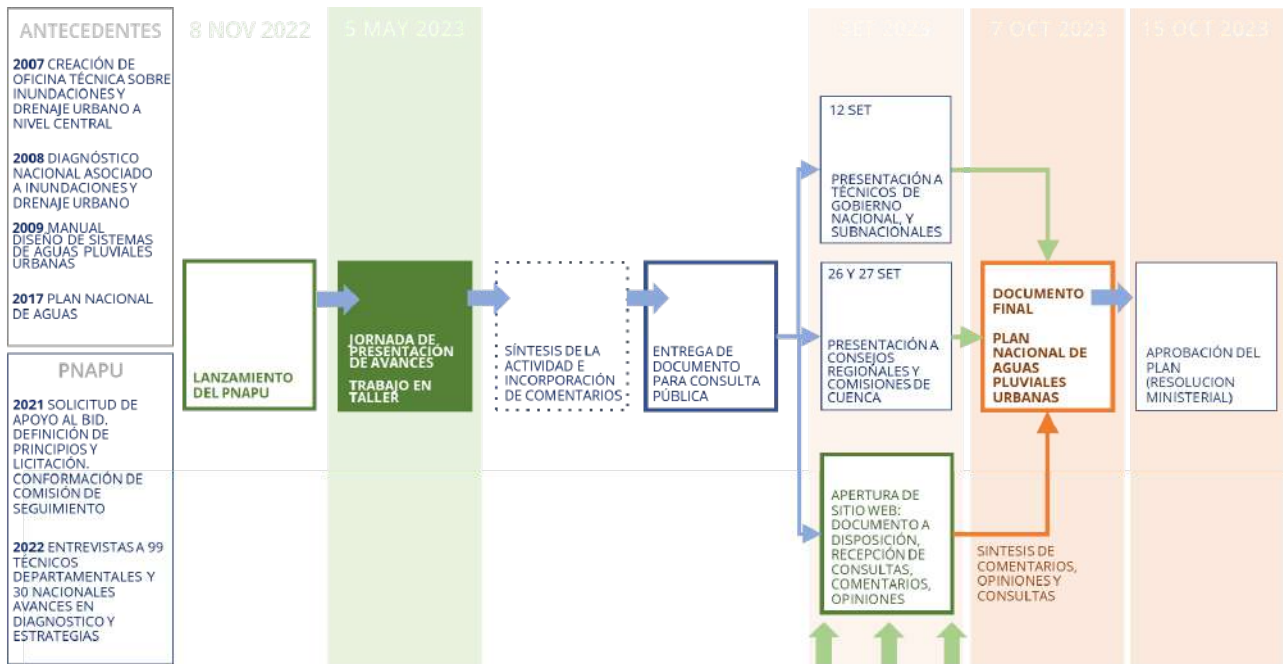 ANTECEDENTES
2007 CREACIÓN DE
OFICINA TÉCNICA SOBRE
INUNDACIONES Y
DRENAJE URBANO A
NIVEL CENTRAL
2008 DIAGNÓSTICO
NACIONAL ASOCIADO
A INUNDACIONES Y
DRENAJE URBANO
2009 MANUAL
DISEÑO DE SISTEMAS
DE AGUAS PLUVIALES
URBANAS
2017 PLAN NACIONAL
DE AGUAS
PNAPU
2021 SOLICITUD DE
APOYO AL BID.
DEFINICIÓN DE
PRINCIPIOS Y
LICITACIÓN.
CONFORMACIÓN DE
COMISIÓN DE
SEGUIMIENTO
2022 ENTREVISTAS A 99
TÉCNICOS
DEPARTAMENTALES Y
30 NACIONALES
AVANCES EN
DIAGNOSTICO Y
ESTRATEGIAS
8 NOV 2022
LANZAMIENTO
DEL PNAPU
5 MAY 2023
JORNADA DE
PRESENTACIÓN
DE AVANCES
TRABAJO EN
TALLER
SÍNTESIS DE LA
ACTIVIDAD E
INCORPORACIÓN
DE COMENTARIOS
ENTREGA DE
DOCUMENTO
PARA CONSULTA
PÚBLICA
SET 2023
12 SET
PRESENTACIÓN A
TÉCNICOS DE
GOBIERNO
NACIONAL, Y
SUBNACIONALES
26 Y 27 SET
PRESENTACIÓN A
CONSEJOS
REGIOÑALES Y
COMISIONES DE
CUENCA
APERTURA DE
SITIO WEB:
DOCUMENTO A
DISPOSICIÓN,
RECEPCIÓN DE
CONSULTAS,
COMENTARIOS,
OPINIONES
7 OCT 2023
DOCUMENTO
FINAL
PLAN
NACIONAL DE
AGUAS
PLUVIALES
URBANAS
SINTESIS DE
COMENTARIOS,
OPINIONES Y
CONSULTAS
15 OCT 2023
APROBACIÓN DEL
PLAN
(RESOLUCION
MINISTERIAL)